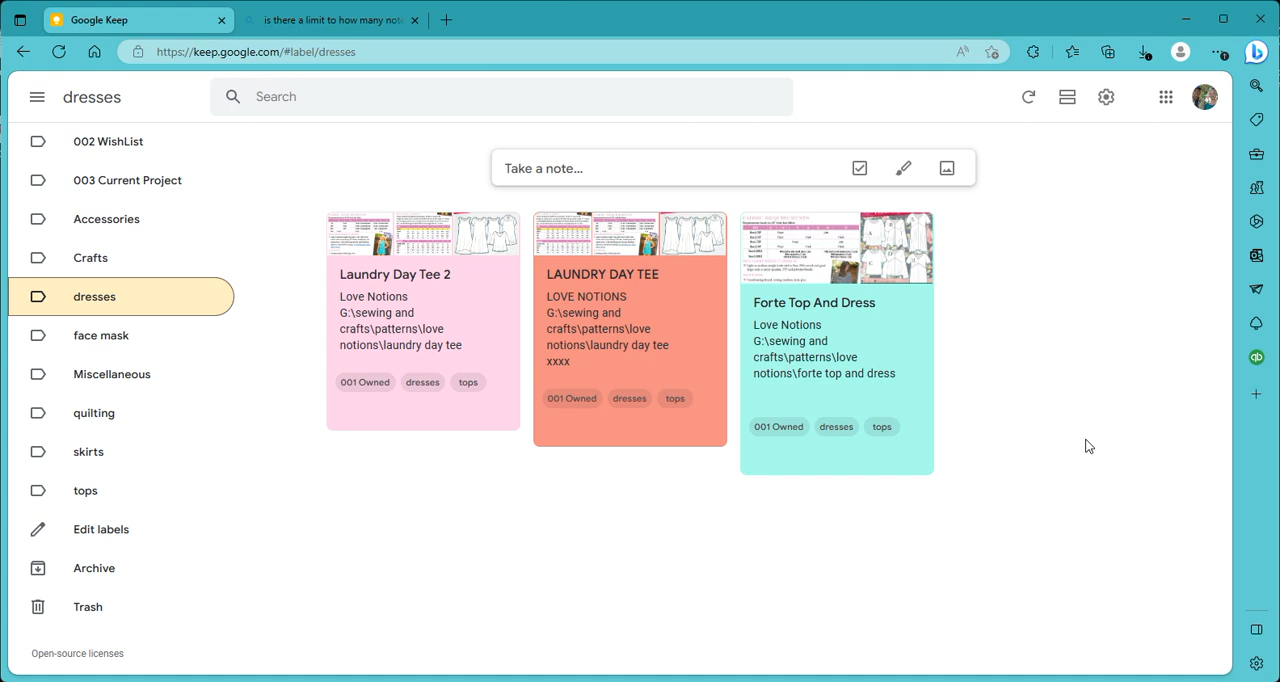 Google Keep
is there a limit to how many not
https://keep.google.com/#label/dresses
dresses
Search
002 WishList
003 Current Project
Accessories
Crafts
dresses
face mask
Miscellaneous
quilting
skirts
tops
Edit labels
Archive
Trash
Open-source licenses
Take a note...
Laundry Day Tee 2
Love Notions
G:\sewing and
crafts\patterns\love
notions\laundry day tee
001 Owned
dresses
tops
LAUNDRY DAY TEE
LOVE NOTIONS
G:\sewing and
crafts\patterns\love
notions\laundry day tee
xxxx
001 Owned
dresses
tops
Forte Top And Dress
Love Notions
G:\sewing and
crafts\patterns\love
notions\forte top and dress
001 Owned
dresses
tops